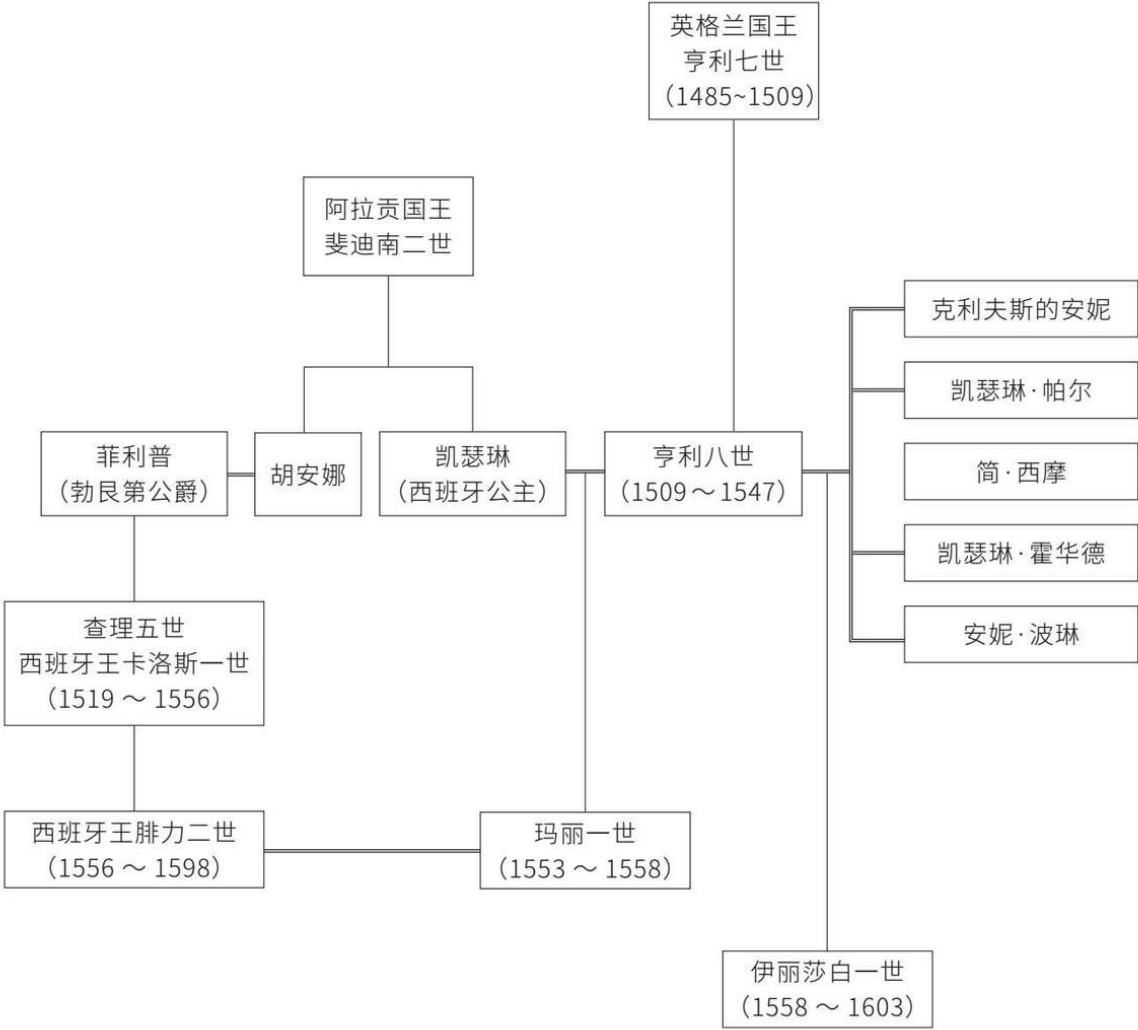 英格兰国王
亨利七世
（1485~1509）
阿拉贡国王
斐迪南二世
克利夫斯的安妮
凯瑟琳·帕尔
菲利普
（勃艮第公爵）
胡安娜
凯瑟琳
（西班牙公主）
亨利八世
（1509～1547）
简·西摩
凯瑟琳·霍华德
安妮·波琳
查理五世
西班牙王卡洛斯一世
（1519～1556）
西班牙王腓力二世
（1556～1598）
玛丽一世
（1553～1558）
伊丽莎白一世
（1558～1603）